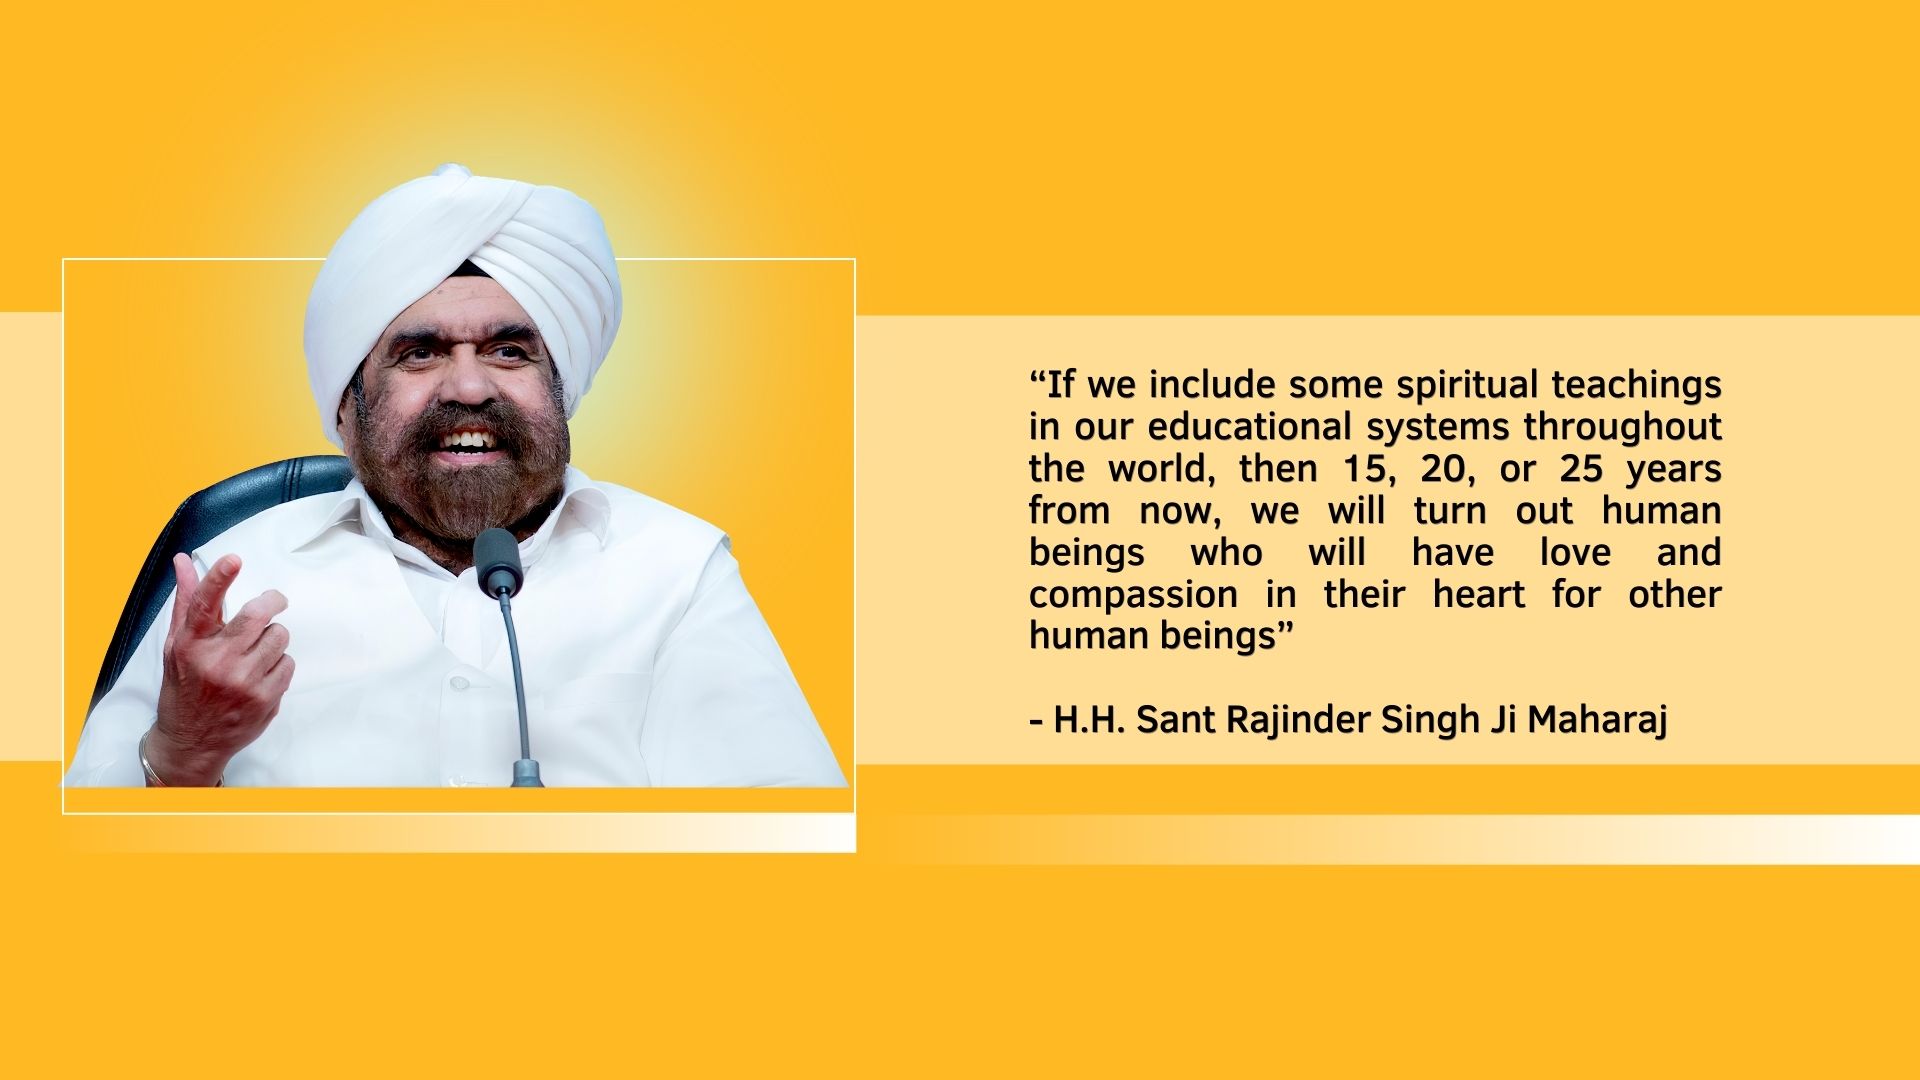 “If we include some spiritual teachings
in our educational systems throughout
the world, then 15, 20, or 25 years
from now, we will turn out human
beings who will have love and
compassion in their heart for other
human beings”
- H.H. Sant Rajinder Singh Ji Maharaj